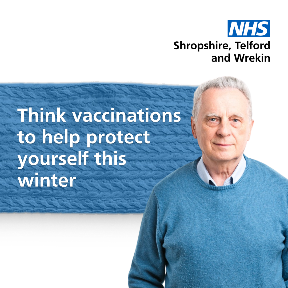 NHS
Shropshire, Telford
and Wrekin
Think vaccinations
to help protect
yourself this
winter